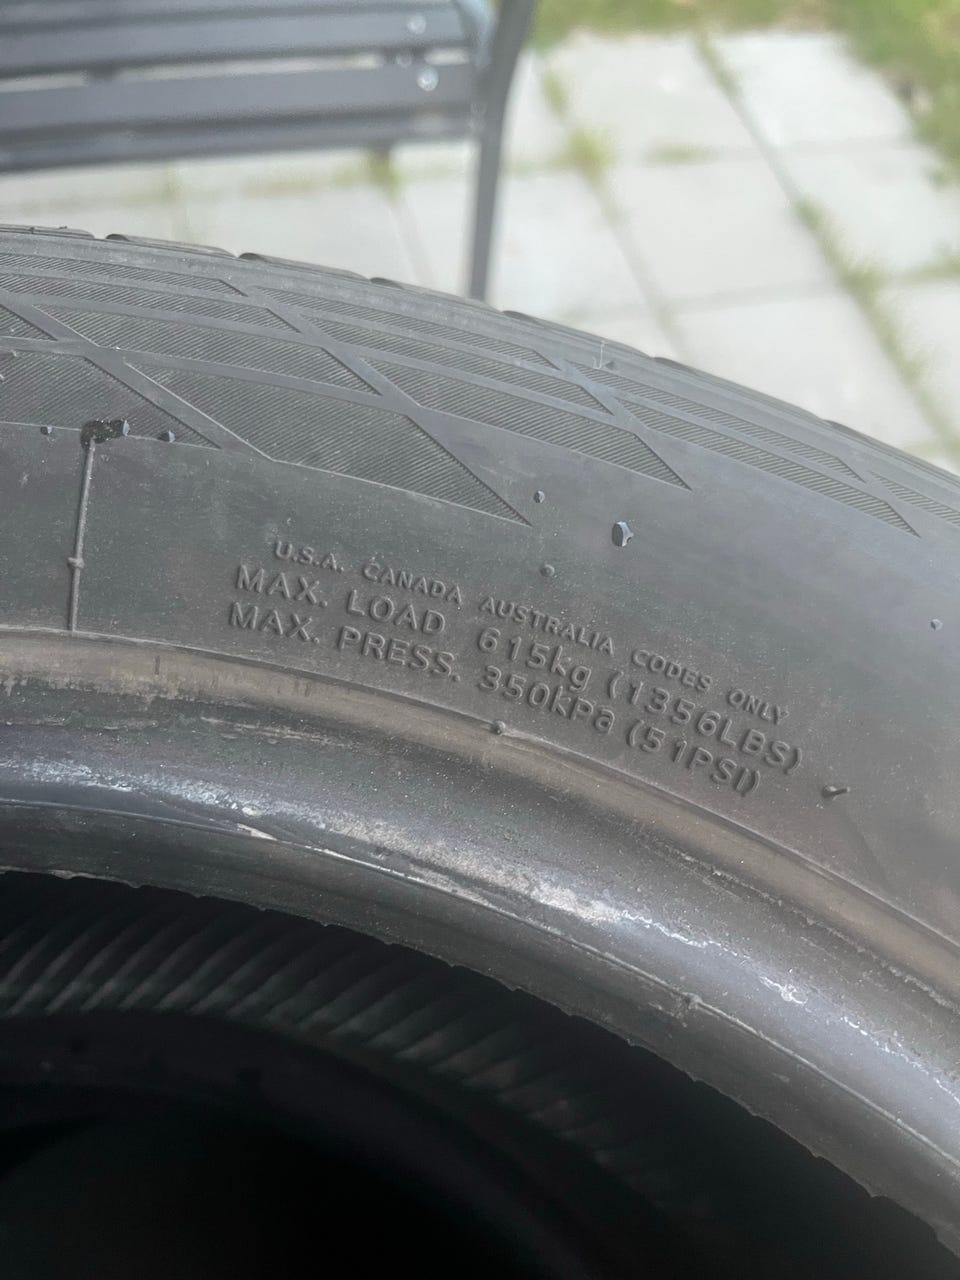 U.S.A. CANADA AUSTRALIA CODES ONLY
MAX. LOAD 615kg (1356LBS)
MAX. PRESS. 350kPa (51PSI)